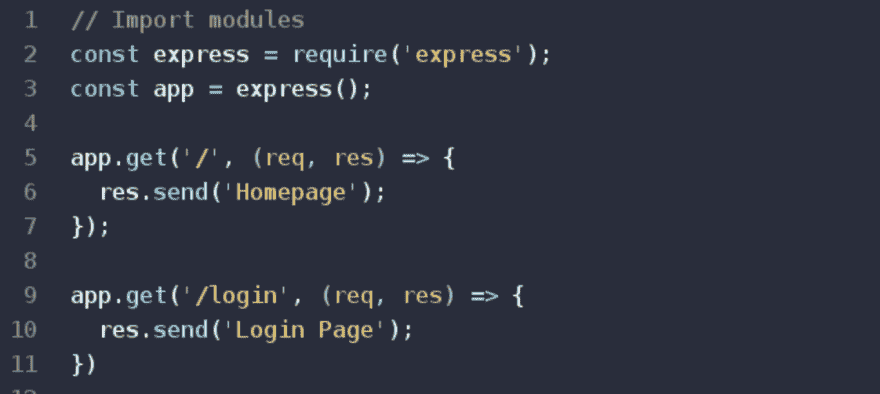 1 // Import modules
2 const express = require('express');
3 const app = express();
4
5 app.get('/', (req, res) => {
6   res.send('Homepage');
7 });
8
9 app.get('/login', (req, res) => {
10   res.send('Login Page');
11 })